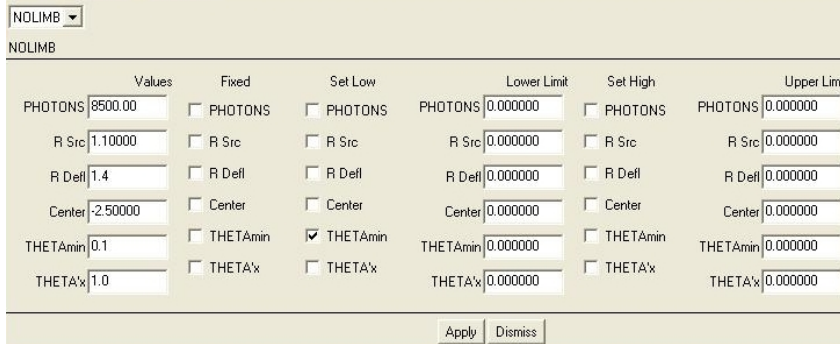 NOLIMB
NOLIMB
Values Fixed Set Low Lower Limit Set High Upper Lim
PHOTONS 8500.00 PHOTONS PHOTONS PHOTONS 0.000000 PHOTONS PHOTONS 0.000000
R Src 1.10000 R Src R Src R Src 0.000000 R Src R Src 0.000000
R Defl 1.4 R Defl R Defl R Defl 0.000000 R Defl R Defl 0.000000
Center -2.50000 Center Center Center 0.000000 Center Center 0.000000
THETAmin 0.1 THETAmin THETAmin THETAmin 0.000000 THETAmin THETAmin 0.000000
THETA'x 1.0 THETA'x THETA'x THETA'x 0.000000 THETA'x THETA'x 0.000000
Apply Dismiss